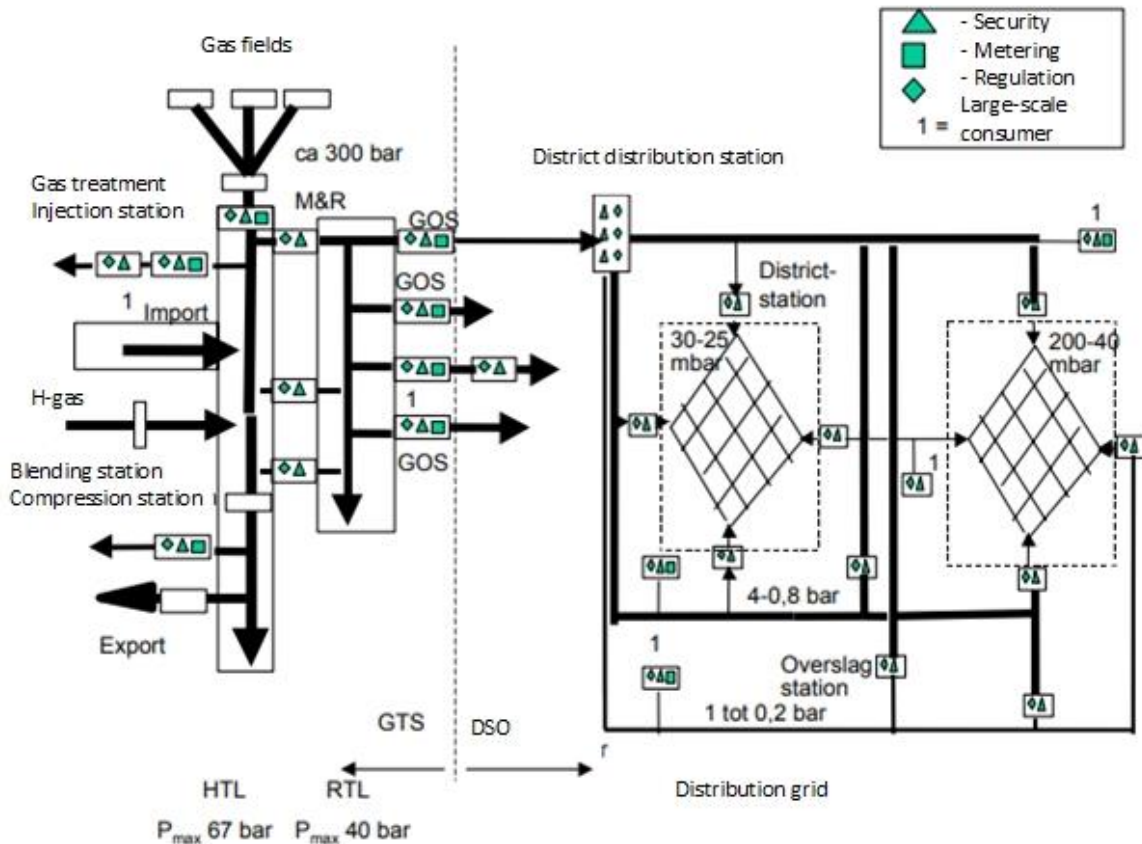 - Security
- Metering
- Regulation
Large-scale
1 = consumer
Gas fields
ca 300 bar
District distribution station
Gas treatment
Injection station
M&R
GOS
1
District-
station
1
Import
GOS
30-25
mbar
200-40
mbar
H-gas
1
GOS
1
Blending station
Compression station
4-0,8 bar
Export
1
Overslag
station
1 tot 0,2 bar
GTS
DSO
r
HTL
RTL
Distribution grid
Pmax 67 bar
Pmax 40 bar